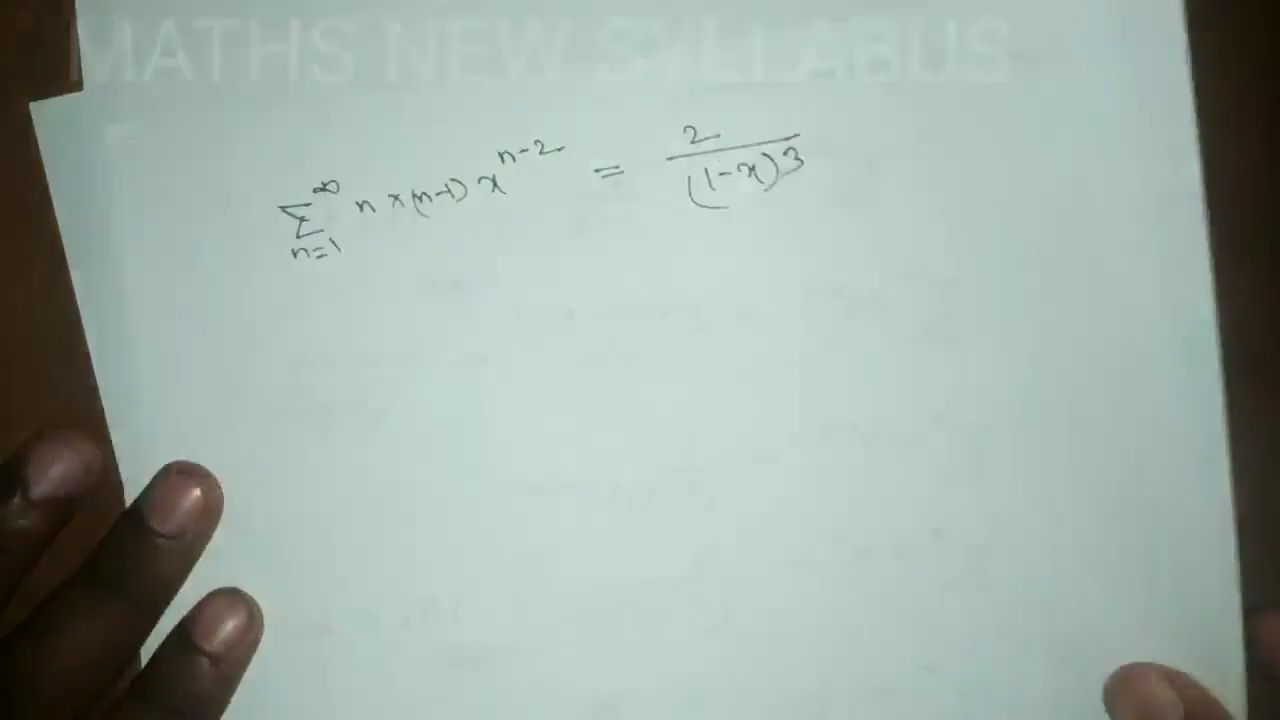 MATHS NEW SYLLABUS
∞ Σ n=1 n×(n-1) x^{n-2} = 2/(1-x)3